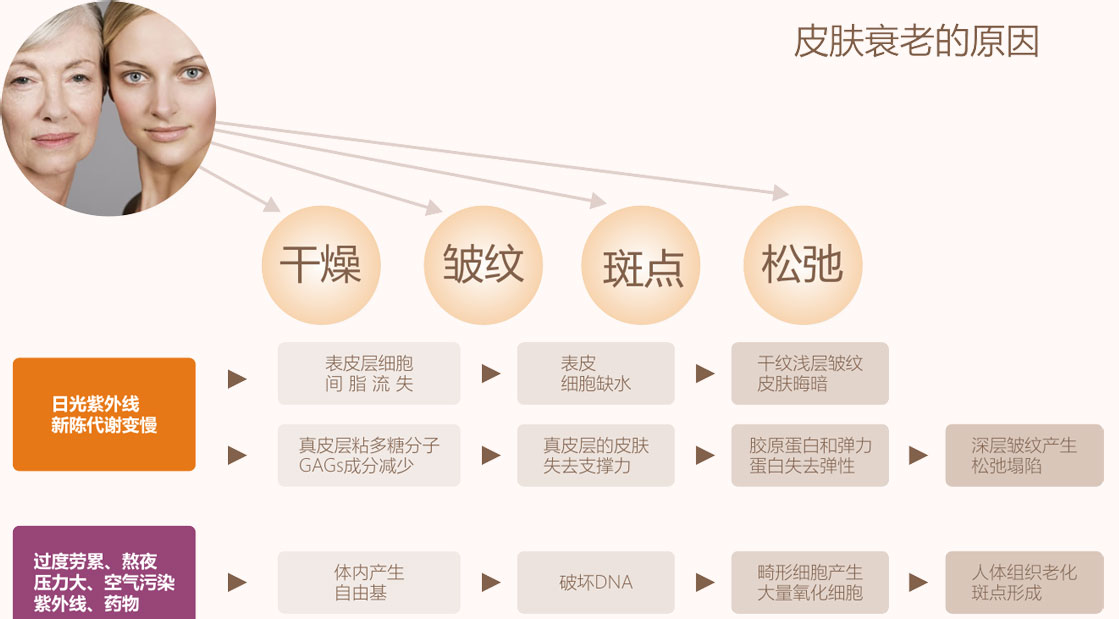 皮肤衰老的原因
干燥
皱纹
斑点
松弛
日光紫外线
新陈代谢变慢
表皮层细胞
间脂流失
表皮
细胞缺水
干纹浅层皱纹
皮肤晦暗
真皮层粘多糖分子
GAGs成分减少
真皮层的皮肤
失去支撑力
胶原蛋白和弹力
蛋白失去弹性
深层皱纹产生
松弛塌陷
过度劳累、熬夜
压力大、空气污染
紫外线、药物
体内产生
自由基
破坏DNA
畸形细胞产生
大量氧化细胞
人体组织老化
斑点形成